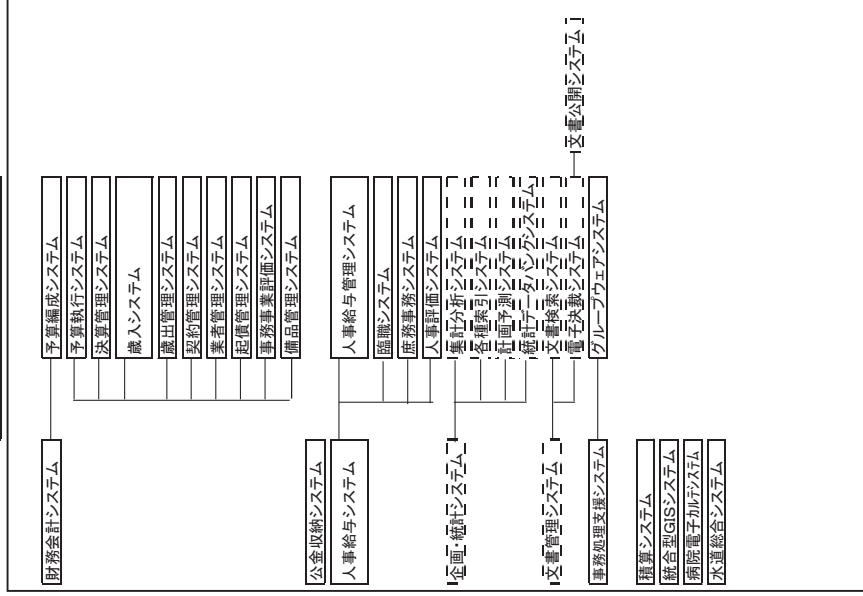 財務会計システム
予算編成システム
予算執行システム
決算管理システム
歳入システム
歳出管理システム
契約管理システム
業者管理システム
起債管理システム
事務事業評価システム
備品管理システム
公金収納システム
人事給与システム
人事給与管理システム
臨職システム
庶務事務システム
人事評価システム
企画・統計システム
集計分析システム
各種索引システム
計画予測システム
統計データバンクシステム
文書管理システム
文書検索システム
電子決裁システム
文書公開システム
事務処理支援システム
グループウェアシステム
積算システム
統合型GISシステム
病院電子カルテシステム
水道総合システム